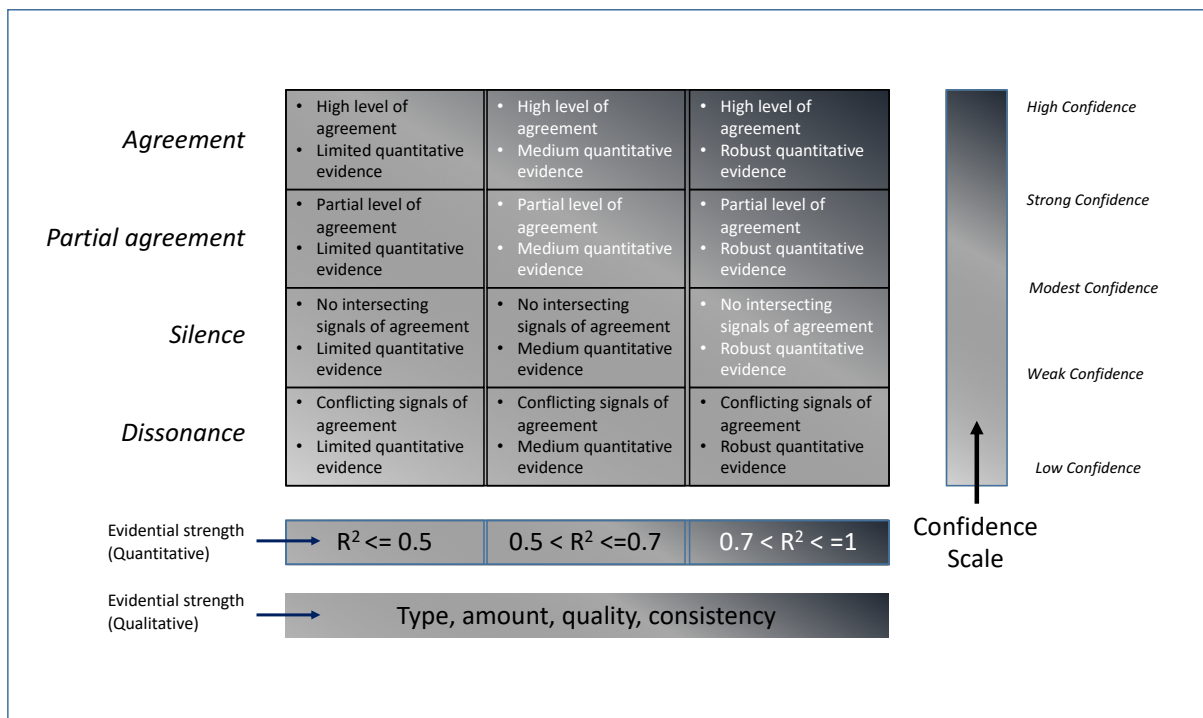 Agreement
• High level of
agreement
• Limited quantitative
evidence
• High level of
agreement
• Medium quantitative
evidence
• High level of
agreement
• Robust quantitative
evidence
Partial agreement
• Partial level of
agreement
• Limited quantitative
evidence
• Partial level of
agreement
• Medium quantitative
evidence
• Partial level of
agreement
• Robust quantitative
evidence
Silence
• No intersecting
signals of agreement
• Limited quantitative
evidence
• No intersecting
signals of agreement
• Medium quantitative
evidence
• No intersecting
signals of agreement
• Robust quantitative
evidence
Dissonance
• Conflicting signals of
agreement
• Limited quantitative
evidence
• Conflicting signals of
agreement
• Medium quantitative
evidence
• Conflicting signals of
agreement
• Robust quantitative
evidence
High Confidence
Strong Confidence
Modest Confidence
Weak Confidence
Low Confidence
Confidence
Scale
Evidential strength
(Quantitative)
R² <= 0.5
0.5 < R² <=0.7
0.7 < R² < =1
Evidential strength
(Qualitative)
Type, amount, quality, consistency